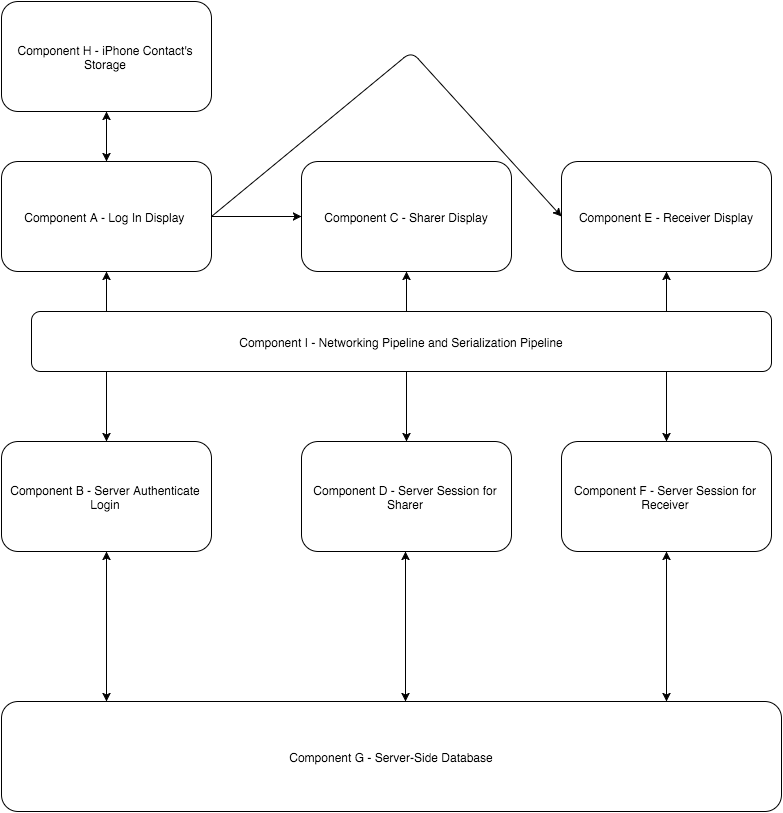 Component H - iPhone Contact's
Storage
Component A - Log In Display
Component C - Sharer Display
Component E - Receiver Display
Component I - Networking Pipeline and Serialization Pipeline
Component B - Server Authenticate
Login
Component D - Server Session for
Sharer
Component F - Server Session for
Receiver
Component G - Server-Side Database